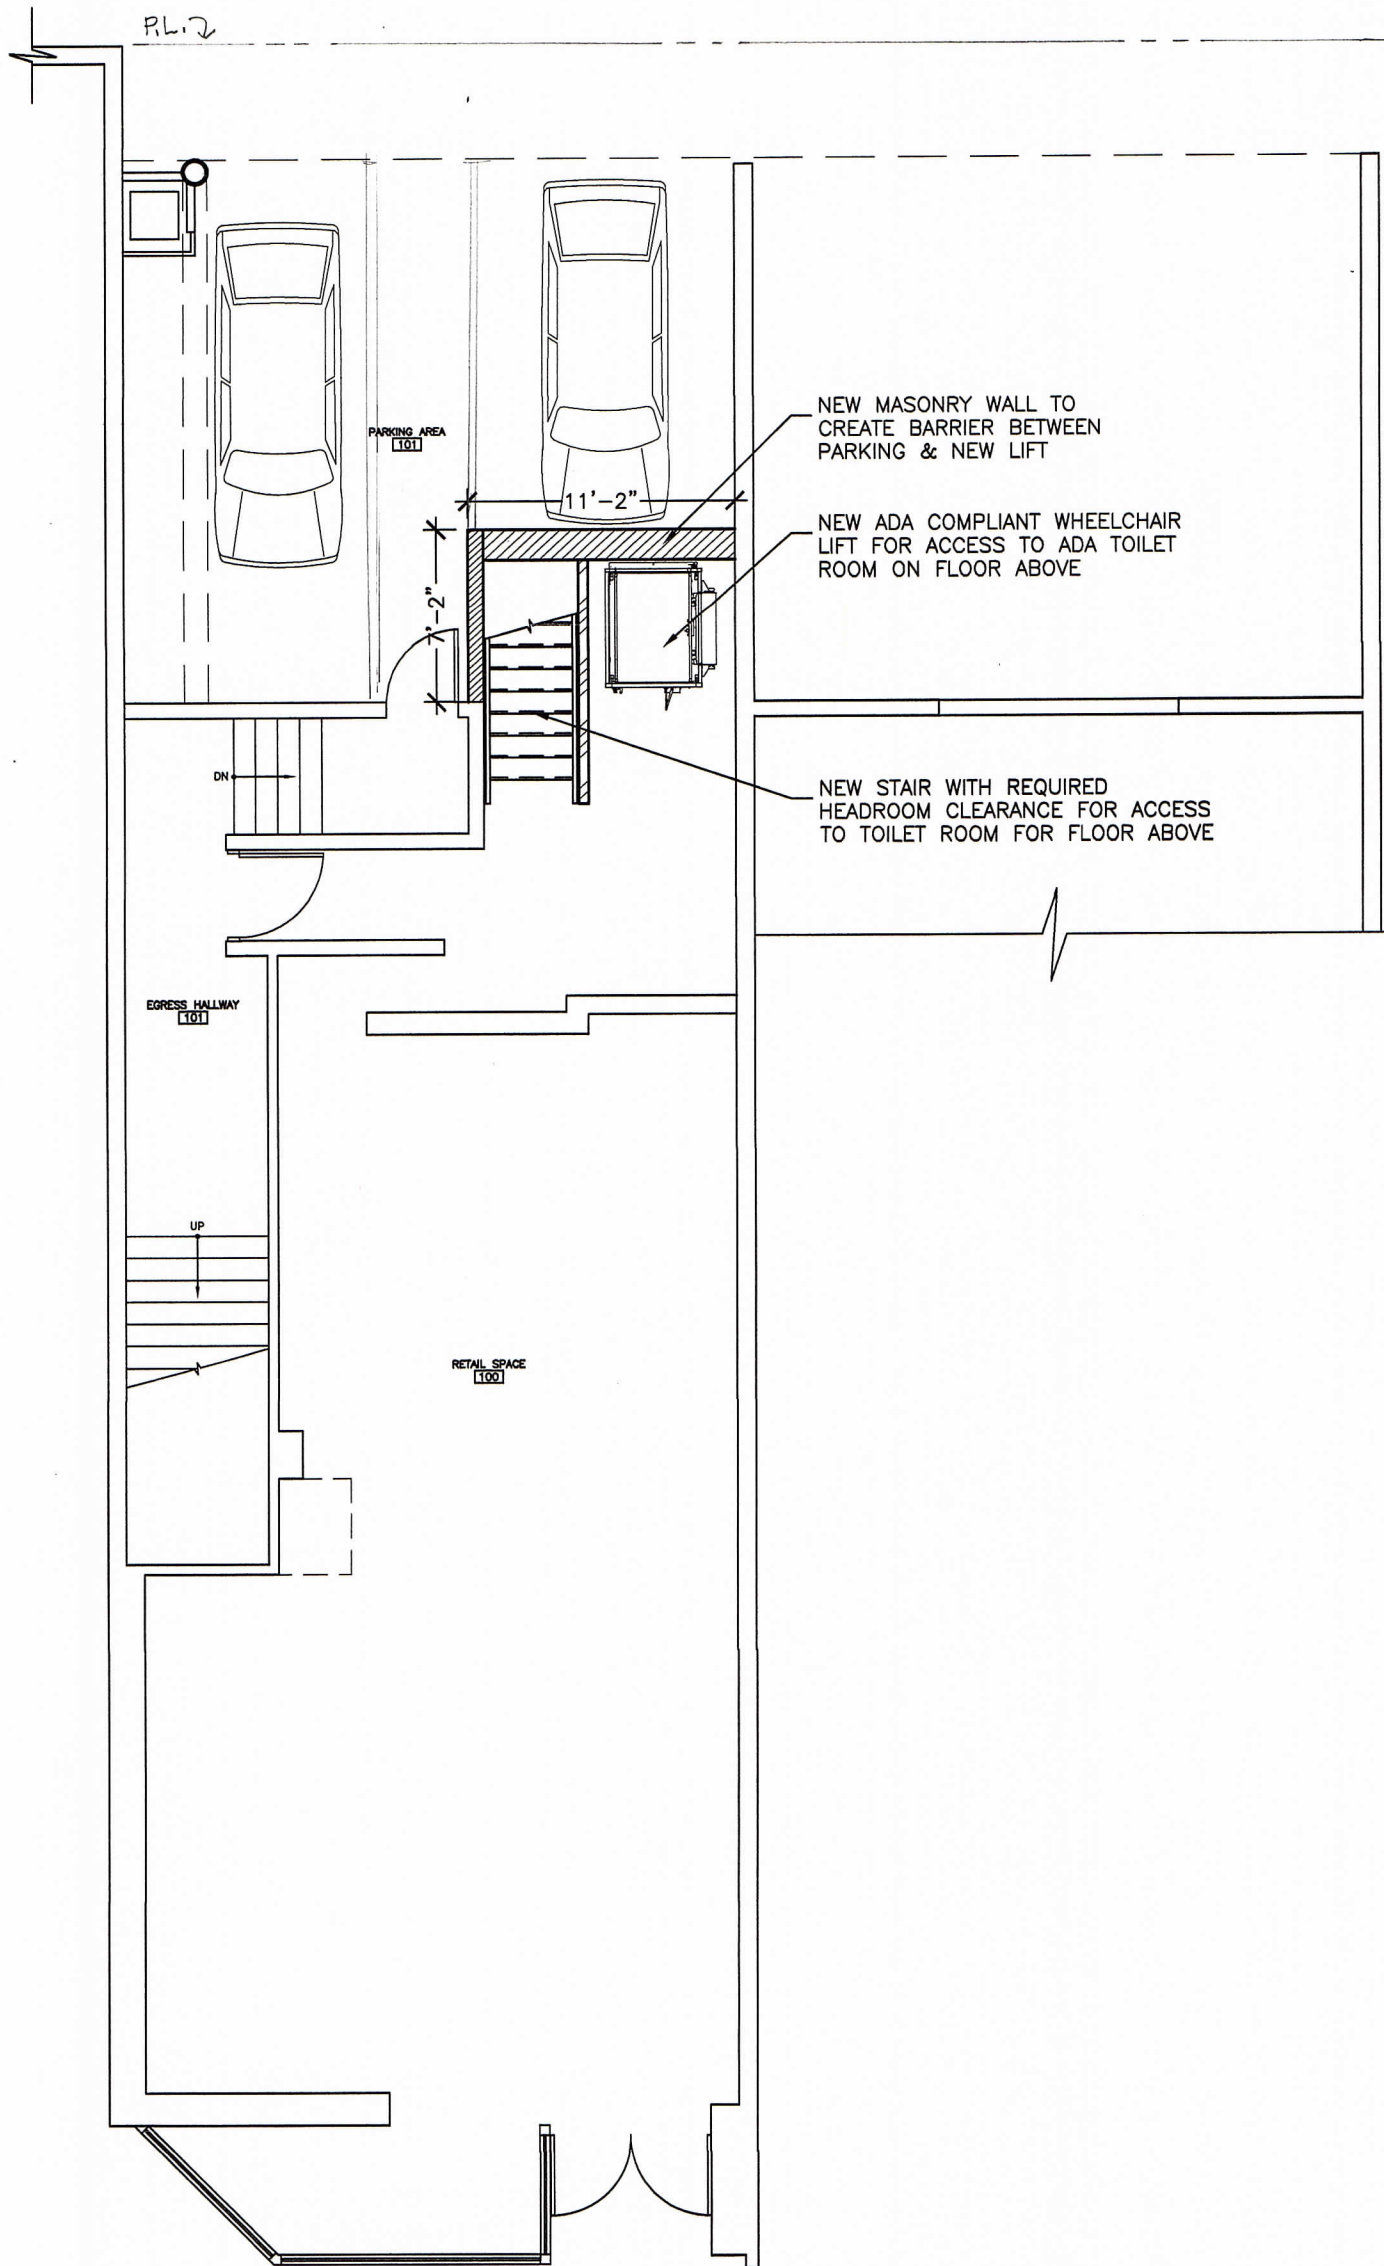 P.L.
NEW MASONRY WALL TO
CREATE BARRIER BETWEEN
PARKING & NEW LIFT
PARKING AREA
101
11'-2"
NEW ADA COMPLIANT WHEELCHAIR
LIFT FOR ACCESS TO ADA TOILET
ROOM ON FLOOR ABOVE
7'-2"
DN
NEW STAIR WITH REQUIRED
HEADROOM CLEARANCE FOR ACCESS
TO TOILET ROOM FOR FLOOR ABOVE
EGRESS HALLWAY
101
UP
RETAIL SPACE
100